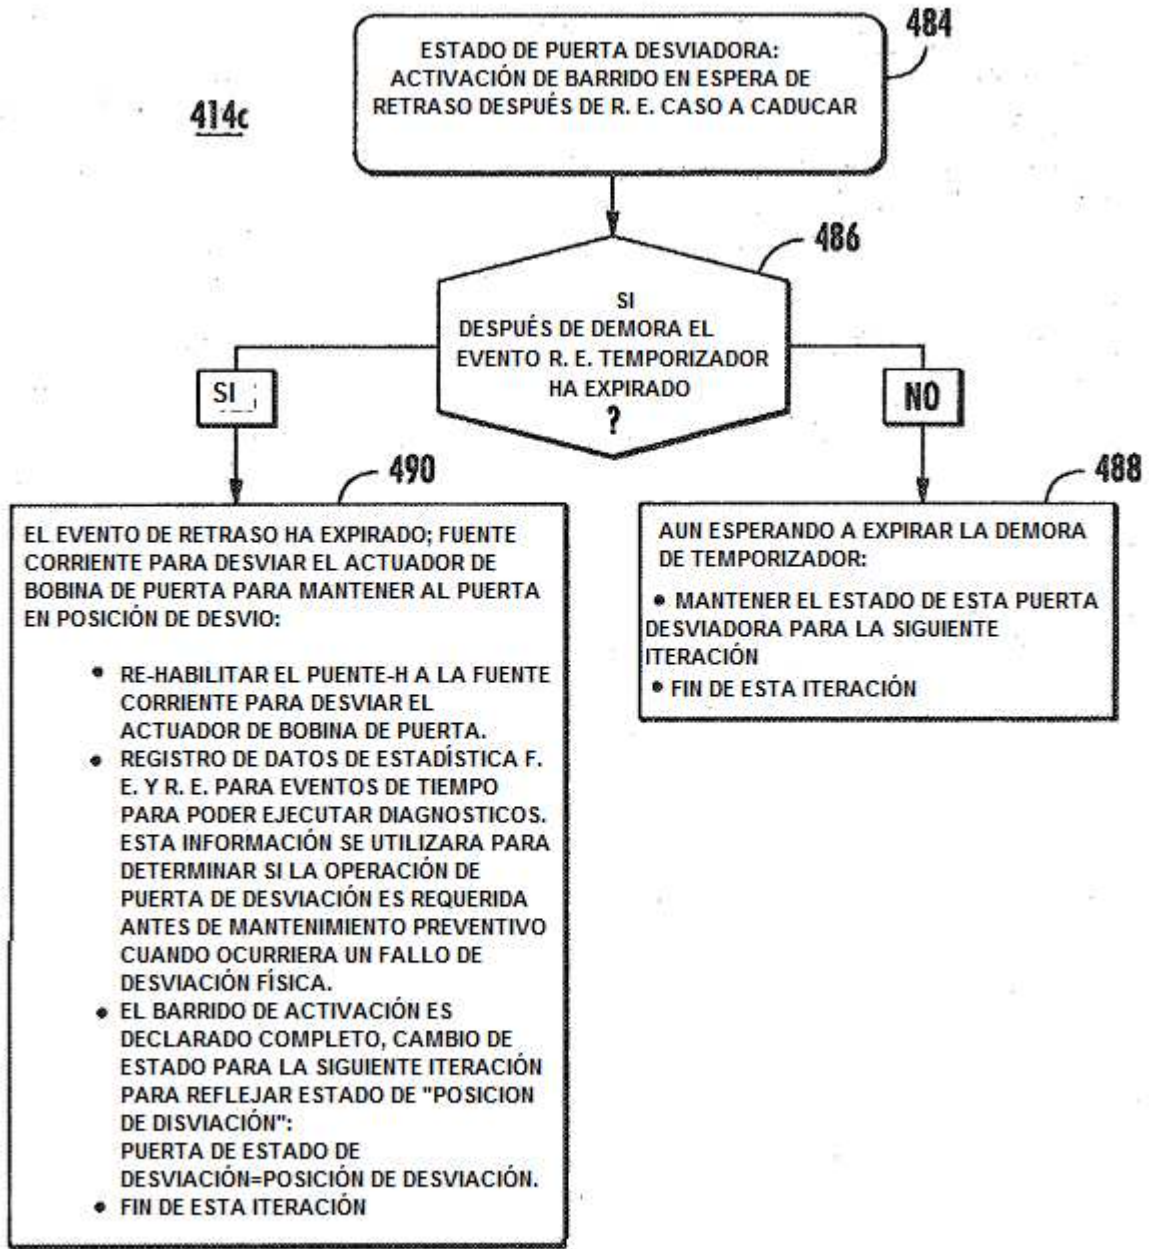 484
ESTADO DE PUERTA DESVIADORA:
ACTIVACIÓN DE BARRIDO EN ESPERA DE
RETRASO DESPUÉS DE R. E. CASO A CADUCAR
414c
486
SI
DESPUÉS DE DEMORA EL
EVENTO R. E. TEMPORIZADOR
HA EXPIRADO
?
SI
NO
490
EL EVENTO DE RETRASO HA EXPIRADO; FUENTE
CORRIENTE PARA DESVIAR EL ACTUADOR DE
BOBINA DE PUERTA PARA MANTENER AL PUERTA
EN POSICIÓN DE DESVIO:
• RE-HABILITAR EL PUENTE-H A LA FUENTE
CORRIENTE PARA DESVIAR EL
ACTUADOR DE BOBINA DE PUERTA.
• REGISTRO DE DATOS DE ESTADÍSTICA F.
E. Y R. E. PARA EVENTOS DE TIEMPO
PARA PODER EJECUTAR DIAGNOSTICOS.
ESTA INFORMACIÓN SE UTILIZARA PARA
DETERMINAR SI LA OPERACIÓN DE
PUERTA DE DESVIACIÓN ES REQUERIDA
ANTES DE MANTENIMIENTO PREVENTIVO
CUANDO OCURRIERA UN FALLO DE
DESVIACIÓN FÍSICA.
• EL BARRIDO DE ACTIVACIÓN ES
DECLARADO COMPLETO, CAMBIO DE
ESTADO PARA LA SIGUIENTE ITERACIÓN
PARA REFLEJAR ESTADO DE "POSICION
DE DISVIACIÓN":
PUERTA DE ESTADO DE
DESVIACIÓN=POSICIÓN DE DESVIACIÓN.
• FIN DE ESTA ITERACIÓN
488
AUN ESPERANDO A EXPIRAR LA DEMORA
DE TEMPORIZADOR:
• MANTENER EL ESTADO DE ESTA PUERTA
DESVIADORA PARA LA SIGUIENTE
ITERACIÓN
• FIN DE ESTA ITERACIÓN